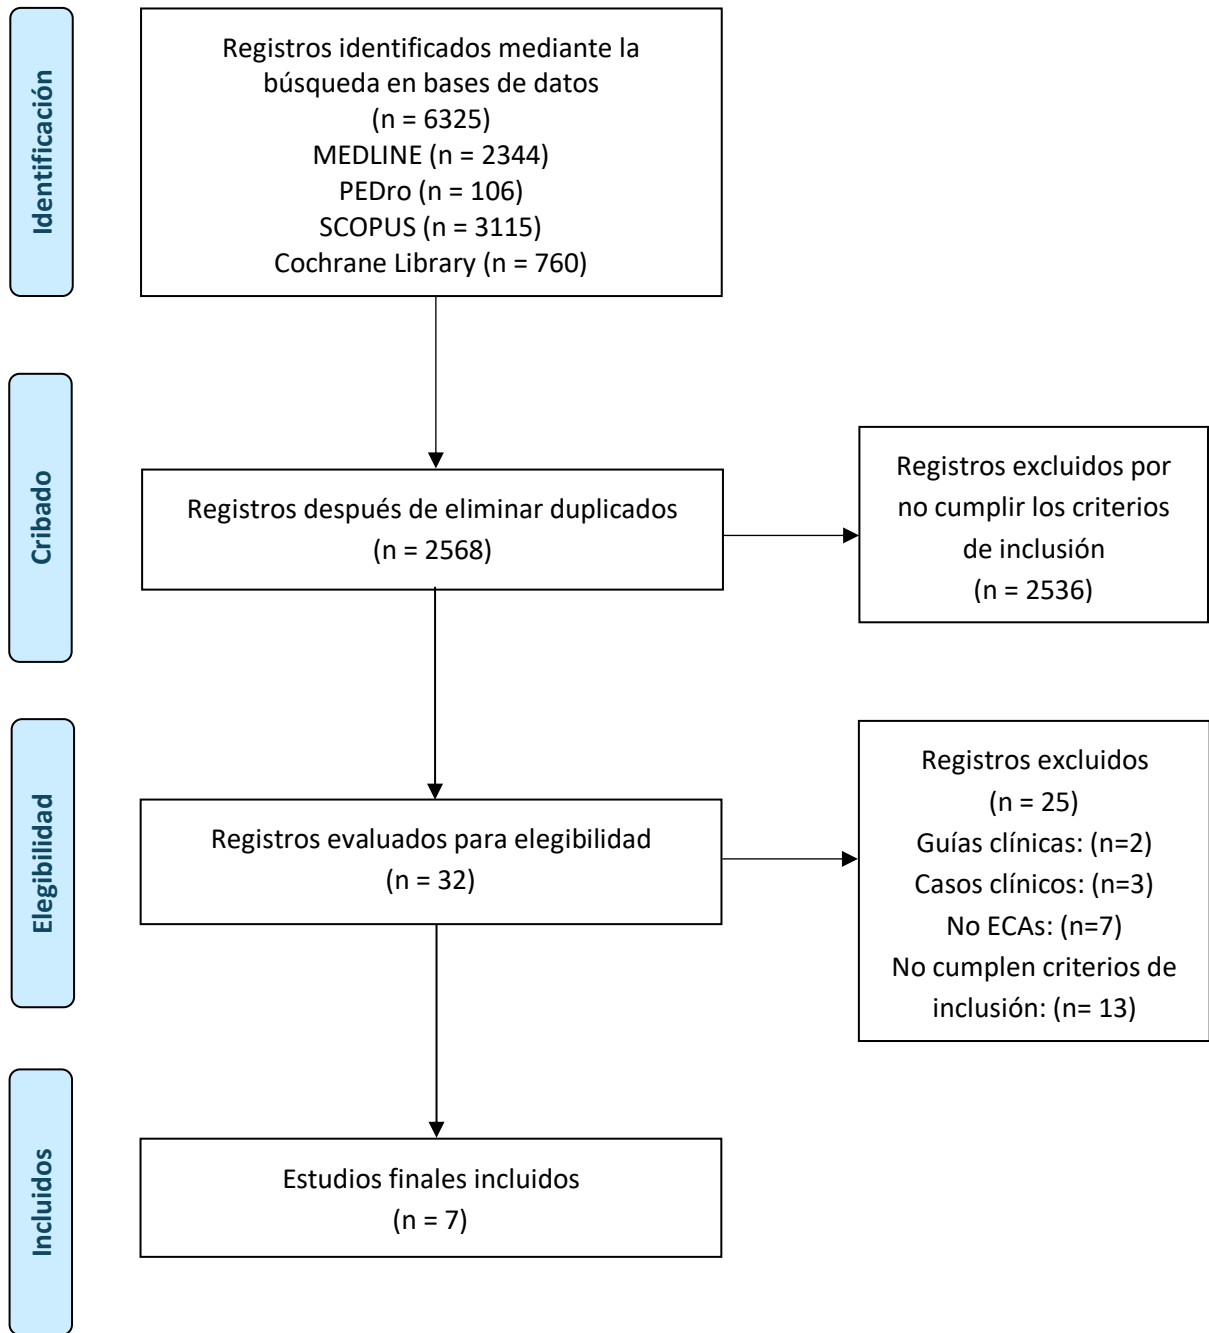 Identificación
Registros identificados mediante la
búsqueda en bases de datos
(n = 6325)
MEDLINE (n = 2344)
PEDro (n = 106)
SCOPUS (n = 3115)
Cochrane Library (n = 760)
Cribado
Registros después de eliminar duplicados
(n = 2568)
Registros excluidos por
no cumplir los criterios
de inclusión
(n = 2536)
Elegibilidad
Registros evaluados para elegibilidad
(n = 32)
Registros excluidos
(n = 25)
Guías clínicas: (n=2)
Casos clínicos: (n=3)
No ECAs: (n=7)
No cumplen criterios de
inclusión: (n= 13)
Incluidos
Estudios finales incluidos
(n = 7)